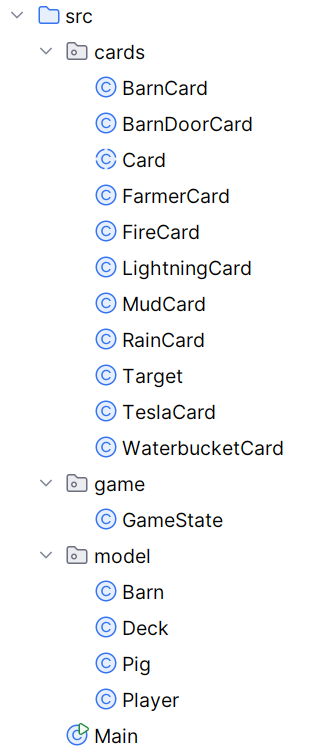 src
cards
C BarnCard
C BarnDoorCard
C Card
C FarmerCard
C FireCard
C LightningCard
C MudCard
C RainCard
C Target
C TeslaCard
C WaterbucketCard
game
C GameState
model
C Barn
C Deck
C Pig
C Player
C Main